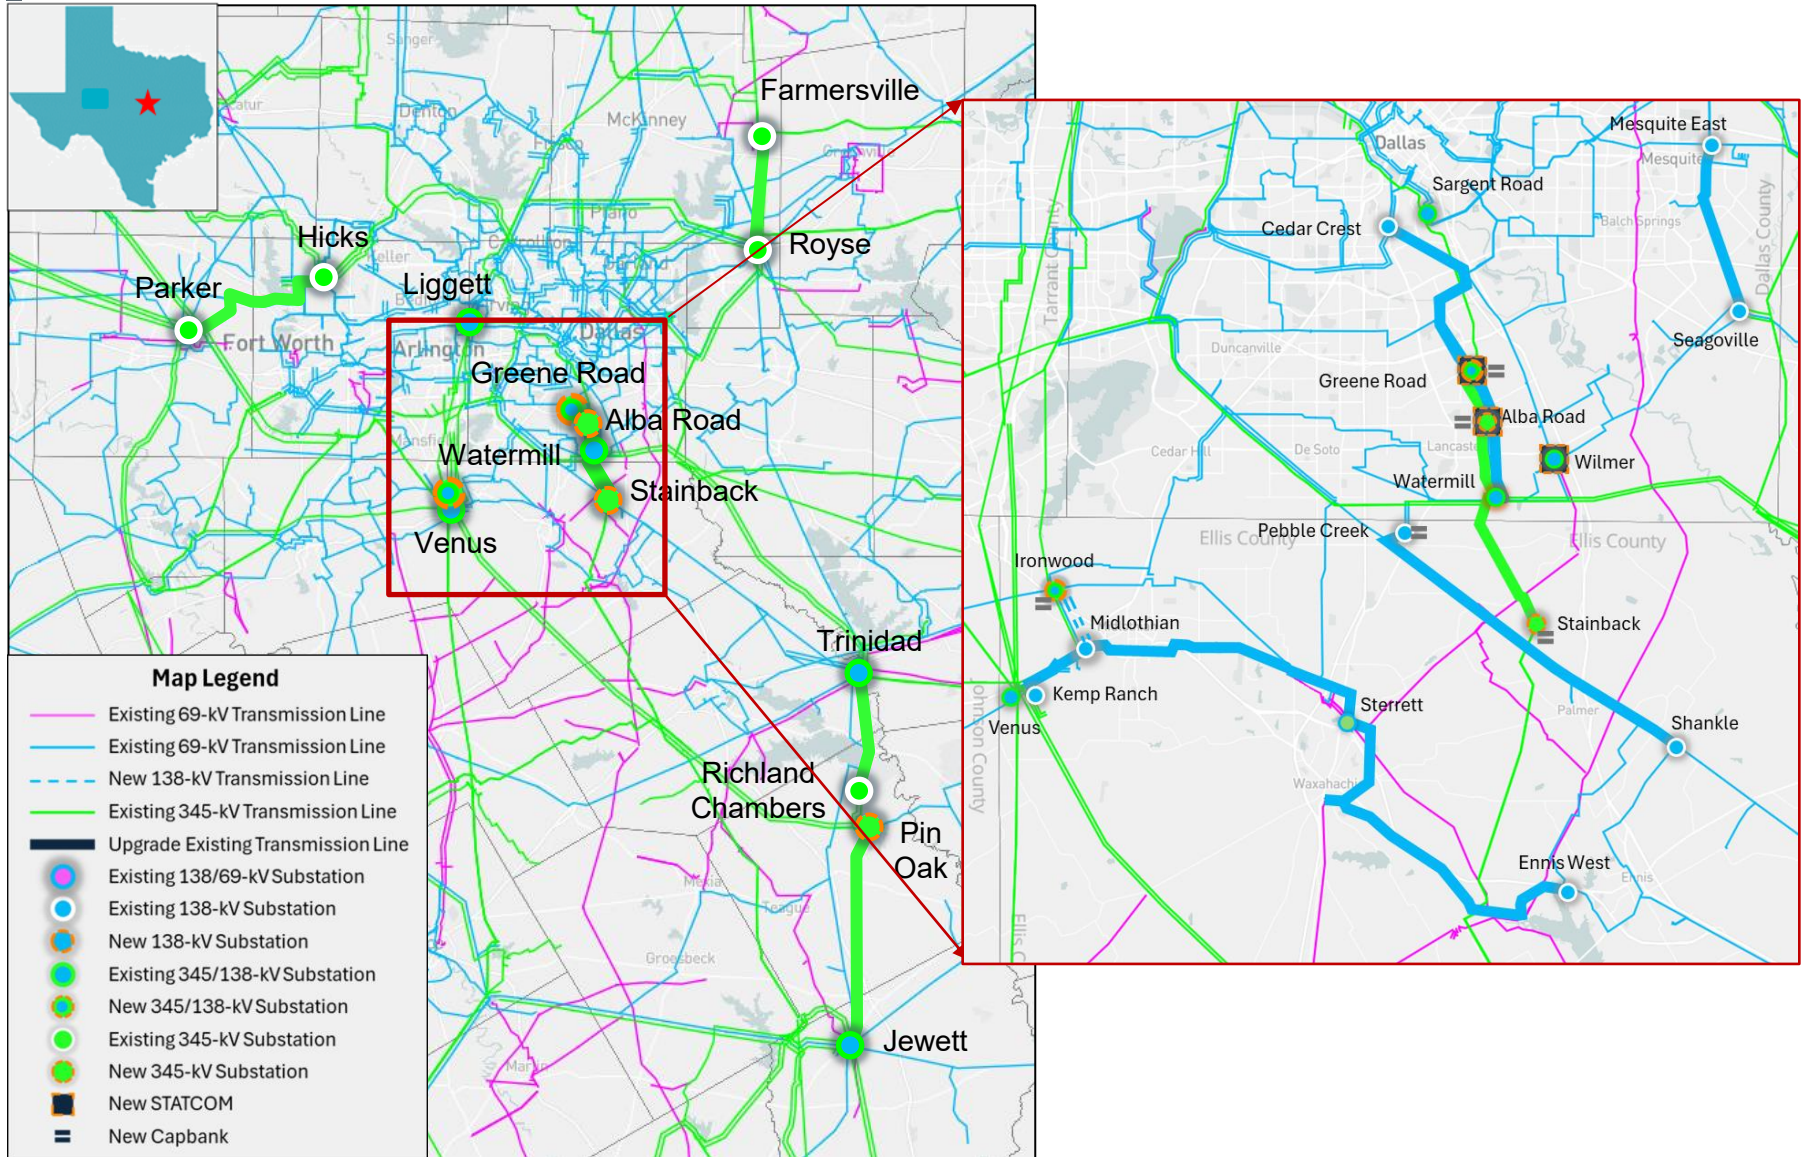 Sanger
Decatur
Denton
McKinney
Farmersville
Frisco
Greenville
Plano
Carrollton
Garland
Royse
Hicks
Keller
Parker
Liggett
Irving
Fort Worth
Arlington
Dallas
Greene Road
Alba Road
Mansfield
Watermill
Stainback
Venus
Trinidad
Richland
Chambers
Pin
Oak
Mexia
Teague
Groesbeck
Jewett
Marlin
Map Legend
Existing 69-kV Transmission Line
Existing 69-kV Transmission Line
New 138-kV Transmission Line
Existing 345-kV Transmission Line
Upgrade Existing Transmission Line
Existing 138/69-kV Substation
Existing 138-kV Substation
New 138-kV Substation
Existing 345/138-kV Substation
New 345/138-kV Substation
Existing 345-kV Substation
New 345-kV Substation
New STATCOM
New Capbank
Mesquite East
Dallas
Mesquite
Sargent Road
Balch Springs
Cedar Crest
Tarrant County
Dallas County
Duncanville
Seagoville
Greene Road
Alba Road
Lancaster
Cedar Hill
De Soto
Wilmer
Watermill
Pebble Creek
Ellis County
Ellis County
Ironwood
Midlothian
Stainback
Kemp Ranch
Venus
Johnson County
Sterrett
Palmer
Shankle
Waxahachie
Ennis West
Ennis